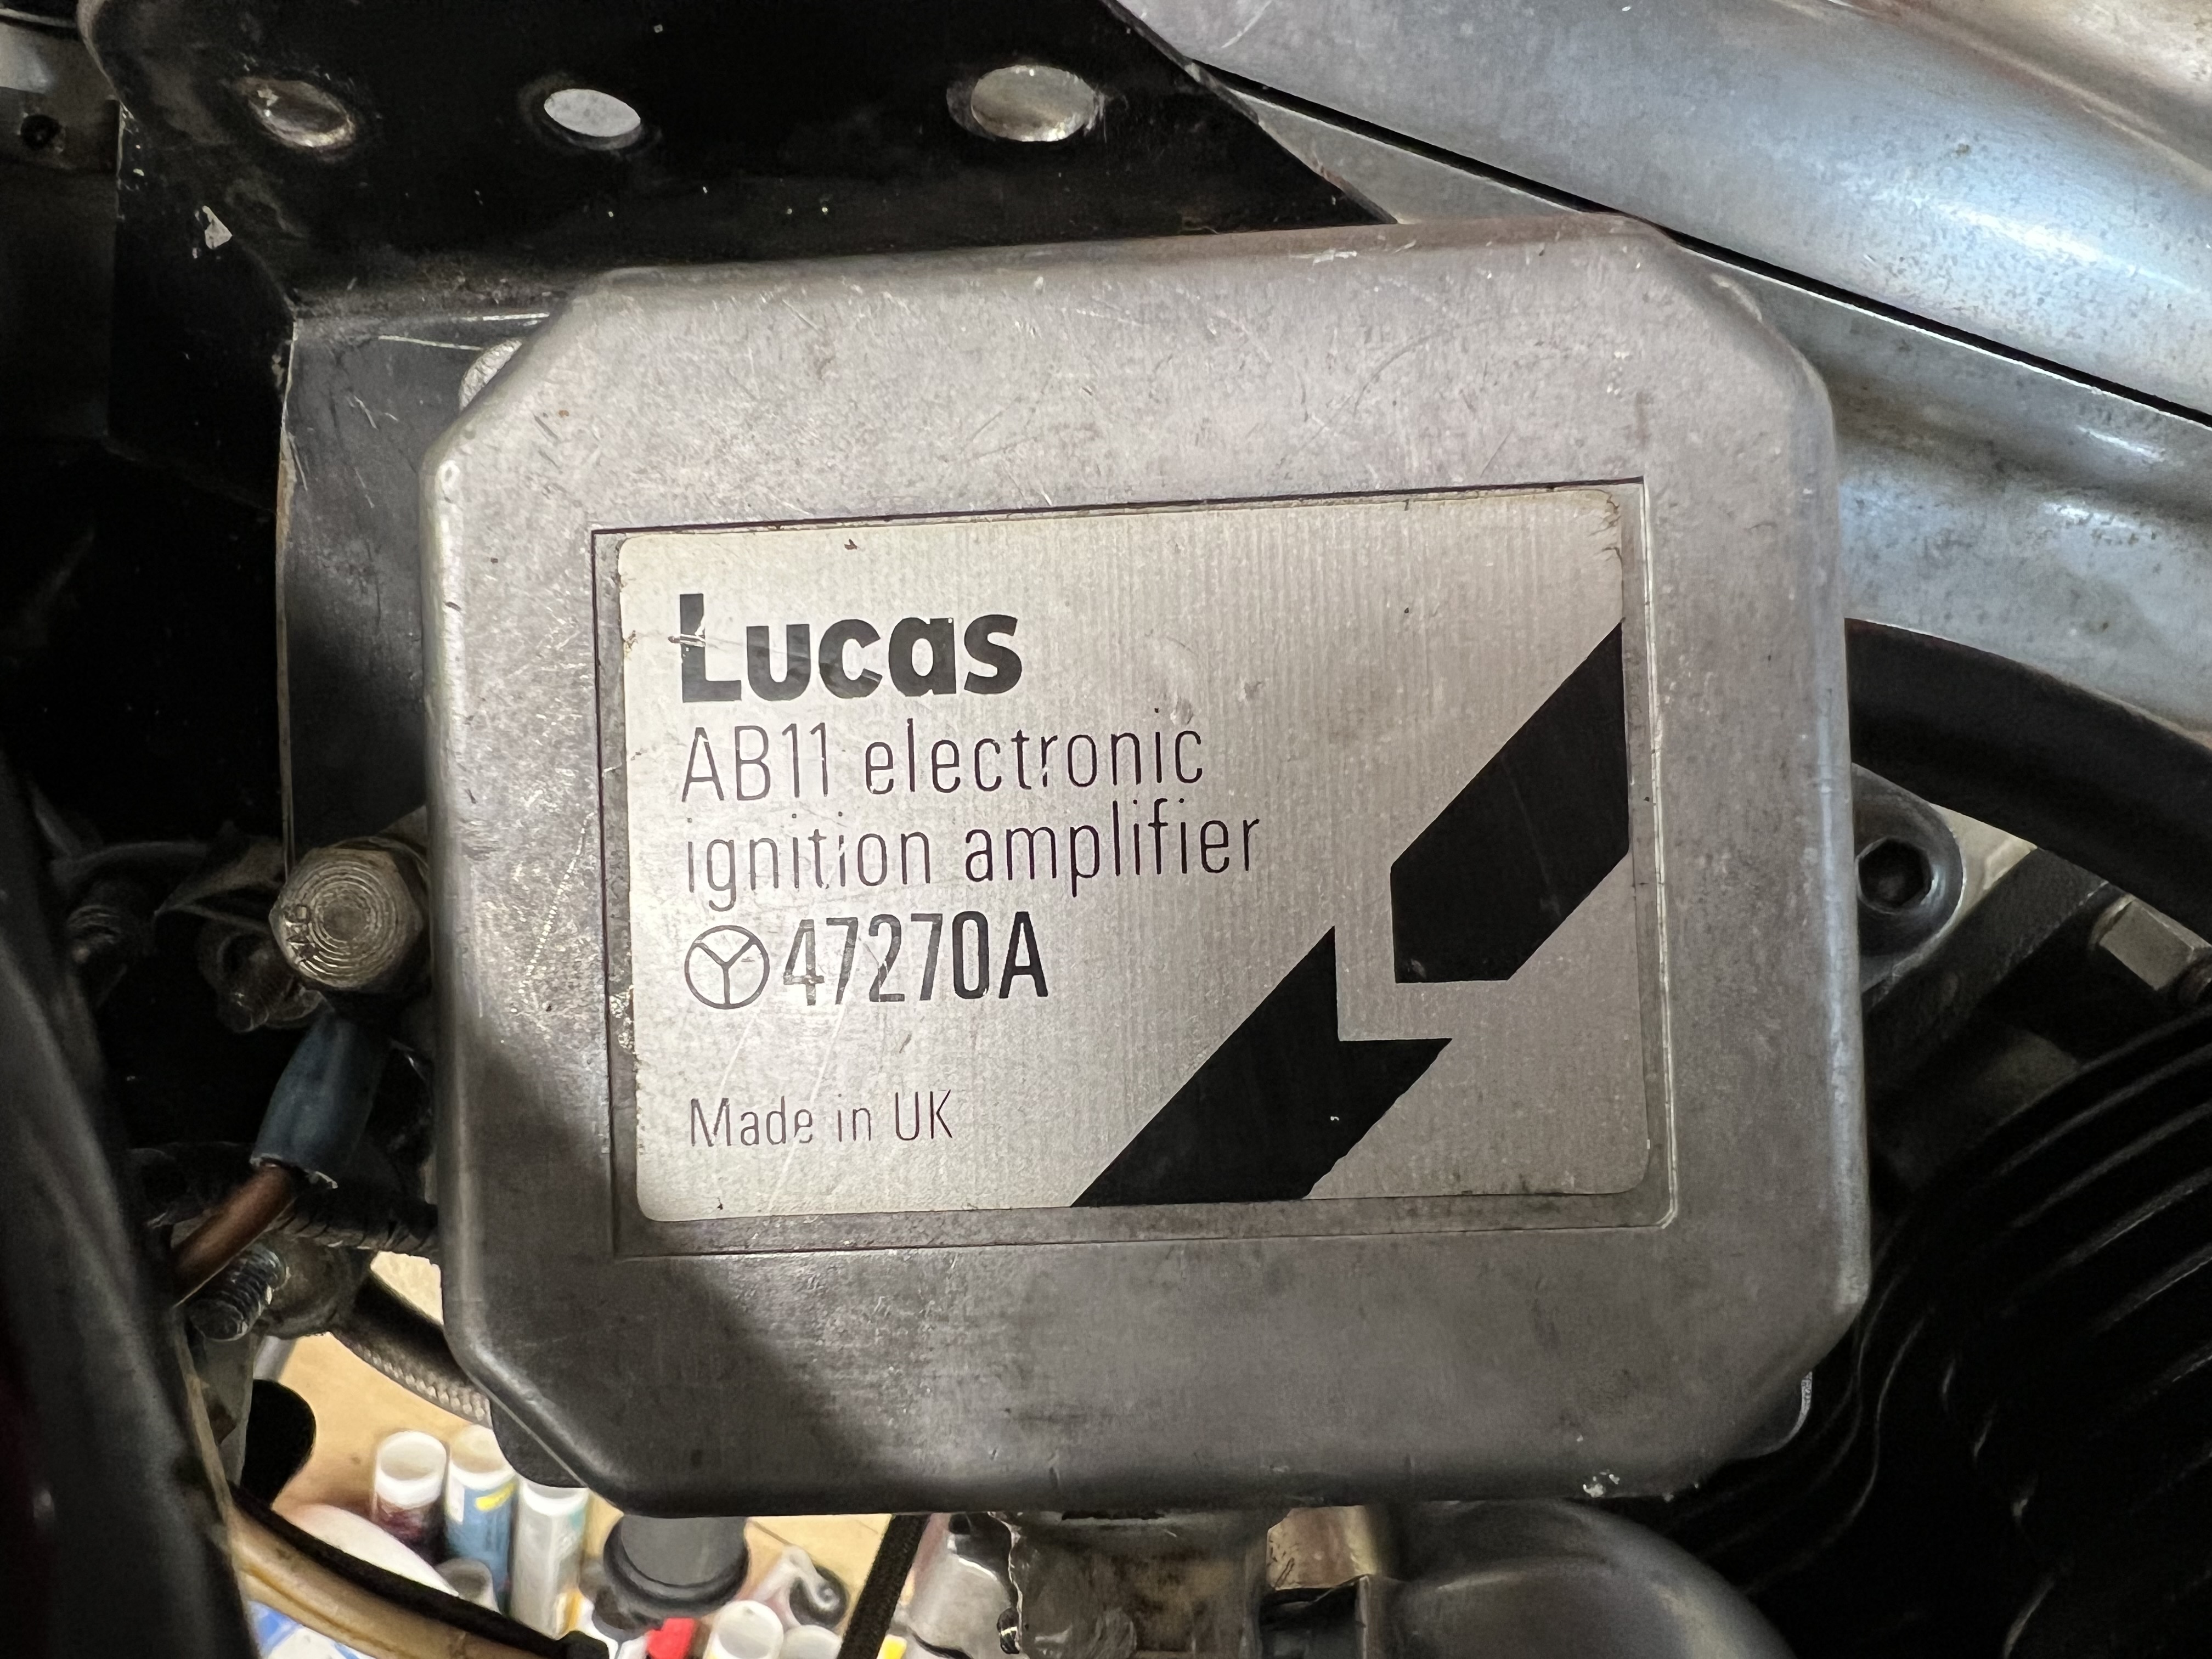 Lucas
AB11 electronic
ignition amplifier
47270A
Made in UK